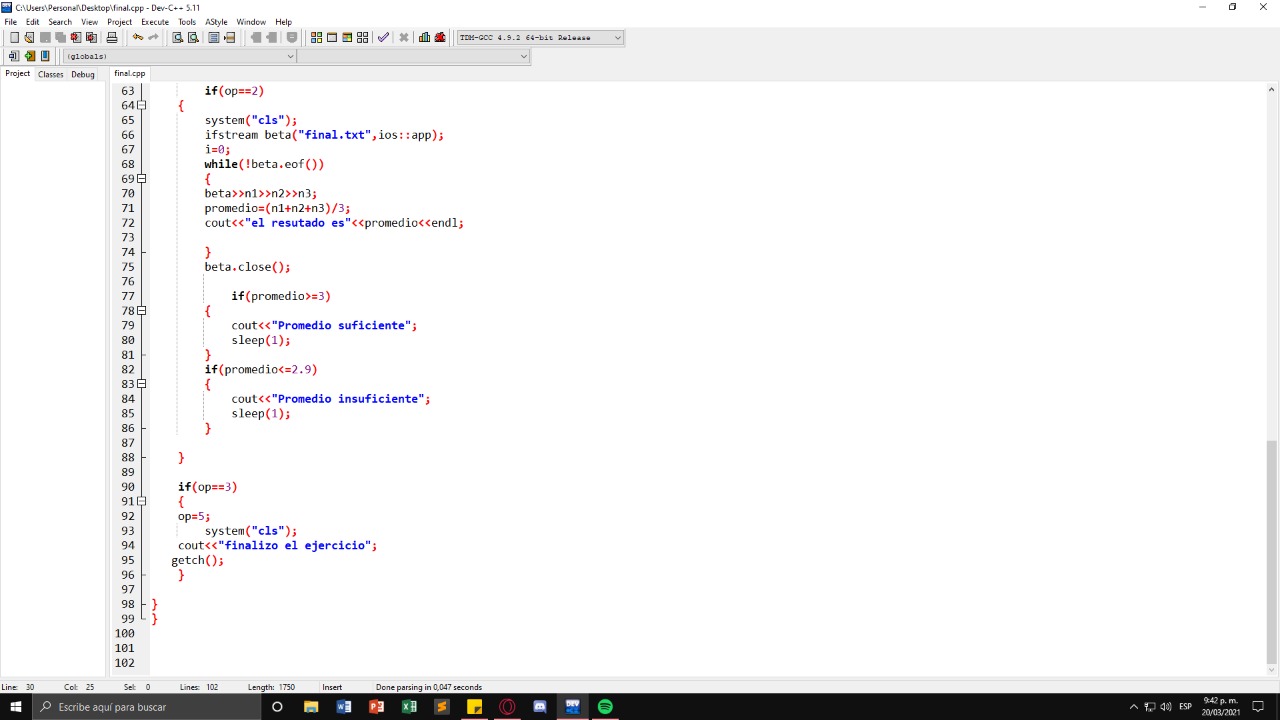 C:\Users\Personal\Desktop\final.cpp - Dev-C++ 5.11
File Edit Search View Project Execute Tools AStyle Window Help
TDM-GCC 4.9.2 64-bit Release
(globals)
Project Classes Debug final.cpp
63 if(op==2)
64 {
65 system("cls");
66 ifstream beta("final.txt",ios::app);
67 i=0;
68 while(!beta.eof())
69 {
70 beta>>n1>>n2>>n3;
71 promedio=(n1+n2+n3)/3;
72 cout<<"el resutado es"<<promedio<<endl;
73
74 }
75 beta.close();
76
77 if(promedio>=3)
78 {
79 cout<<"Promedio suficiente";
80 sleep(1);
81 }
82 if(promedio<=2.9)
83 {
84 cout<<"Promedio insuficiente";
85 sleep(1);
86 }
87
88 }
89
90 if(op==3)
91 {
92 op=5;
93 system("cls");
94 cout<<"finalizo el ejercicio";
95 getch();
96 }
97
98 }
99 }
100
101
102
Line: 30 Col: 25 Sel: 0 Lines: 102 Length: 1750 Insert Done parsing in 0,047 seconds
Escribe aquí para buscar
DEV
ESP
9:42 p. m.
20/03/2021